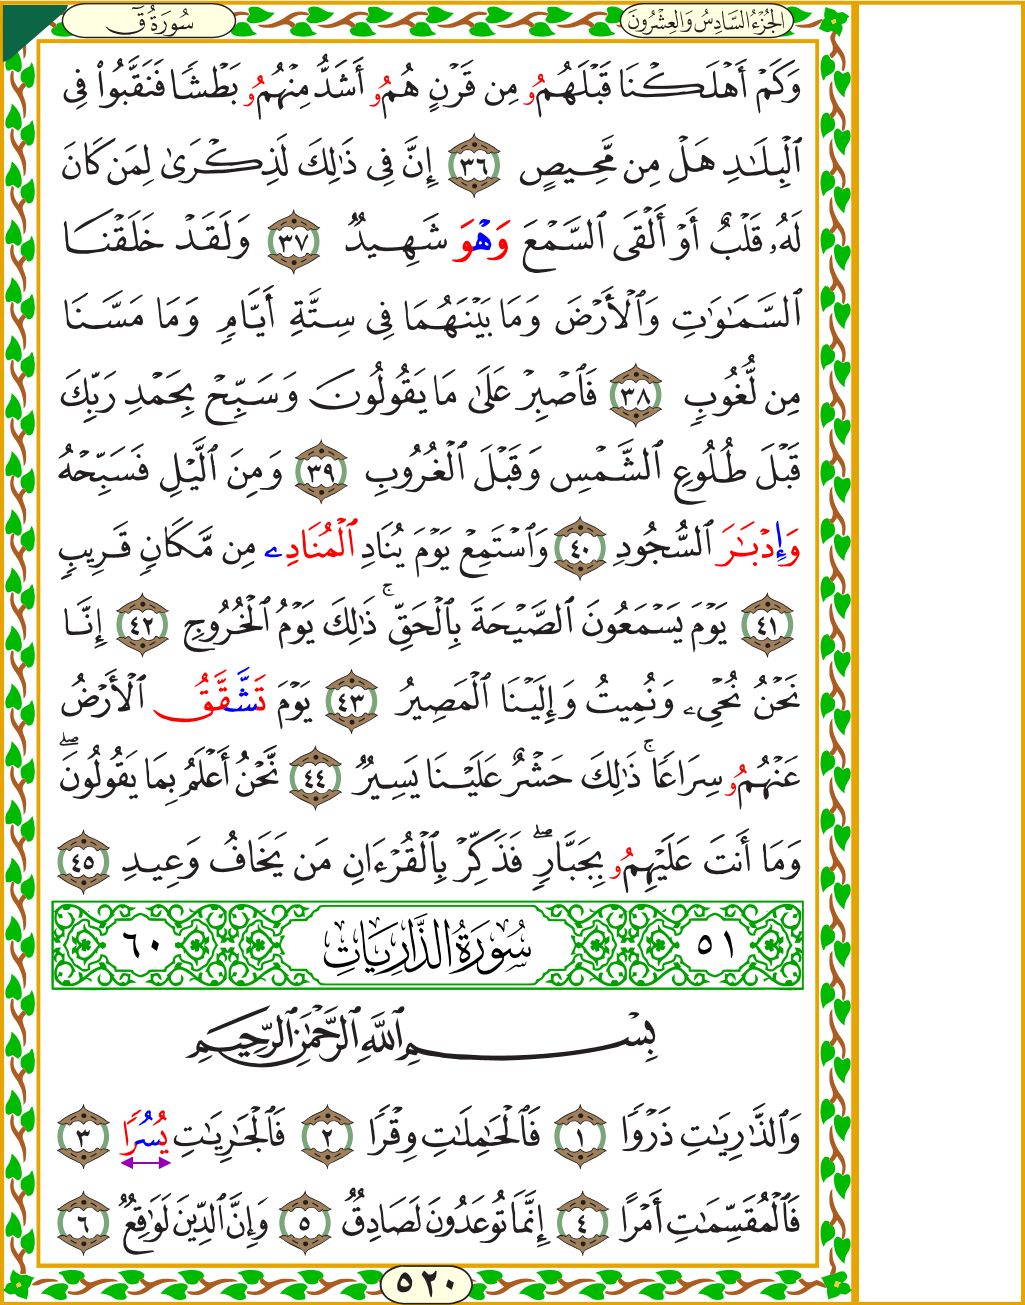 سُورَةُ قٓ
الجُزْءُ السَّادِسُ وَالعِشْرُونَ
وَكَمۡ أَهۡلَكۡنَا قَبۡلَهُمُۥ مِن قَرۡنٍ هُمُۥ أَشَدُّ مِنۡهُمُۥ بَطۡشٗا فَنَقَّبُواْ فِي
ٱلۡبِلَٰدِ هَلۡ مِن مَّحِيصٍ ٣٦ إِنَّ فِي ذَٰلِكَ لَذِكۡرَىٰ لِمَن كَانَ
لَهُۥ قَلۡبٌ أَوۡ أَلۡقَى ٱلسَّمۡعَ وَهۡوَ شَهِيدٞ ٣٧ وَلَقَدۡ خَلَقۡنَا
ٱلسَّمَٰوَٰتِ وَٱلۡأَرۡضَ وَمَا بَيۡنَهُمَا فِي سِتَّةِ أَيَّامٖ وَمَا مَسَّنَا
مِن لُّغُوبٖ ٣٨ فَٱصۡبِرۡ عَلَىٰ مَا يَقُولُونَ وَسَبِّحۡ بِحَمۡدِ رَبِّكَ
قَبۡلَ طُلُوعِ ٱلشَّمۡسِ وَقَبۡلَ ٱلۡغُرُوبِ ٣٩ وَمِنَ ٱلَّيۡلِ فَسَبِّحۡهُ
وَإِدۡبَٰرَ ٱلسُّجُودِ ٤٠ وَٱسۡتَمِعۡ يَوۡمَ يُنَادِ ٱلۡمُنَادِۦ مِن مَّكَانٖ قَرِيبٖ
٤١ يَوۡمَ يَسۡمَعُونَ ٱلصَّيۡحَةَ بِٱلۡحَقِّۚ ذَٰلِكَ يَوۡمُ ٱلۡخُرُوجِ ٤٢ إِنَّا
نَحۡنُ نُحۡيِۦ وَنُمِيتُ وَإِلَيۡنَا ٱلۡمَصِيرُ ٤٣ يَوۡمَ تَشَّقَّقُ ٱلۡأَرۡضُ
عَنۡهُمُۥ سِرَاعٗاۚ ذَٰلِكَ حَشۡرٌ عَلَيۡنَا يَسِيرٞ ٤٤ نَّحۡنُ أَعۡلَمُ بِمَا يَقُولُونَۖ
وَمَا أَنتَ عَلَيۡهِمُۥ بِجَبَّارٖۖ فَذَكِّرۡ بِٱلۡقُرۡءَانِ مَن يَخَافُ وَعِيدِ ٤٥
٥١ سُورَةُ الذَّارِيَاتِ ٦٠
بِسۡمِ ٱللَّهِ ٱلرَّحۡمَٰنِ ٱلرَّحِيمِ
وَٱلذَّٰرِيَٰتِ ذَرۡوٗا ١ فَٱلۡحَٰمِلَٰتِ وِقۡرٗا ٢ فَٱلۡجَٰرِيَٰتِ يُسُرٗا ٣
فَٱلۡمُقَسِّمَٰتِ أَمۡرًا ٤ إِنَّمَا تُوعَدُونَ لَصَادِقٞ ٥ وَإِنَّ ٱلدِّينَ لَوَٰقِعٞ ٦
٥٢٠